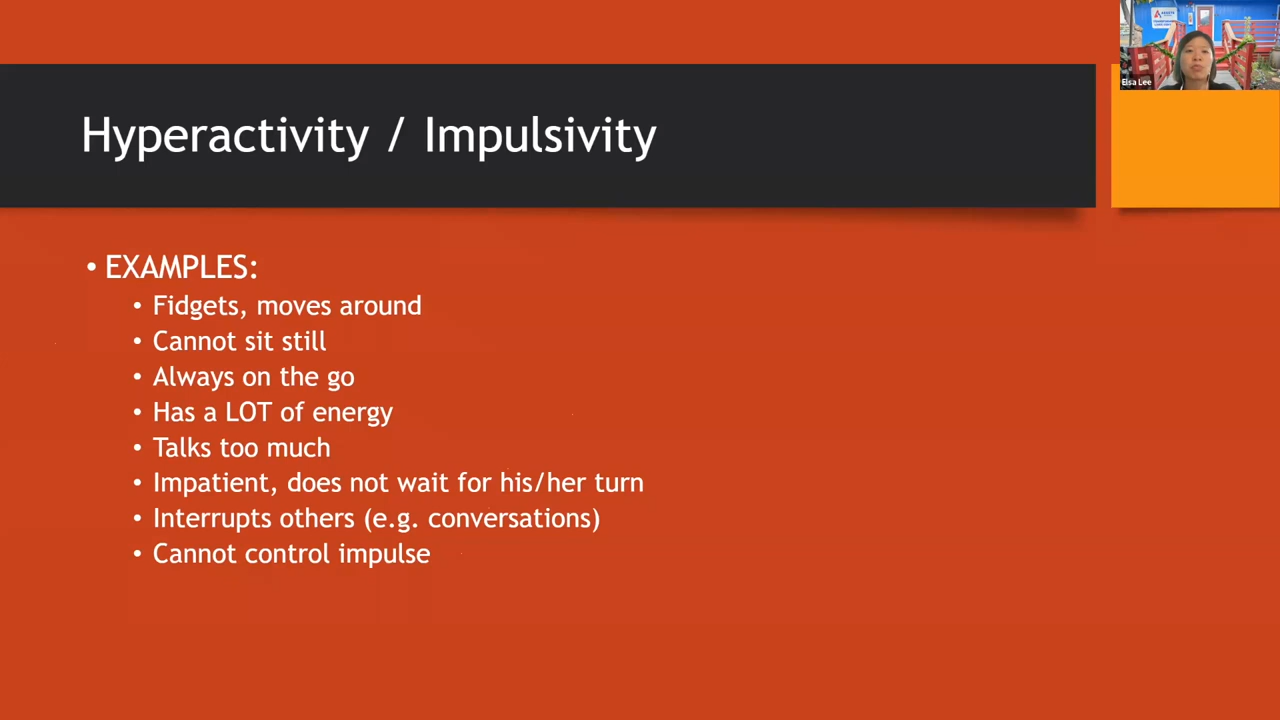 Hyperactivity / Impulsivity
Elsa Lee
• EXAMPLES:
• Fidgets, moves around
• Cannot sit still
• Always on the go
• Has a LOT of energy
• Talks too much
• Impatient, does not wait for his/her turn
• Interrupts others (e.g. conversations)
• Cannot control impulse